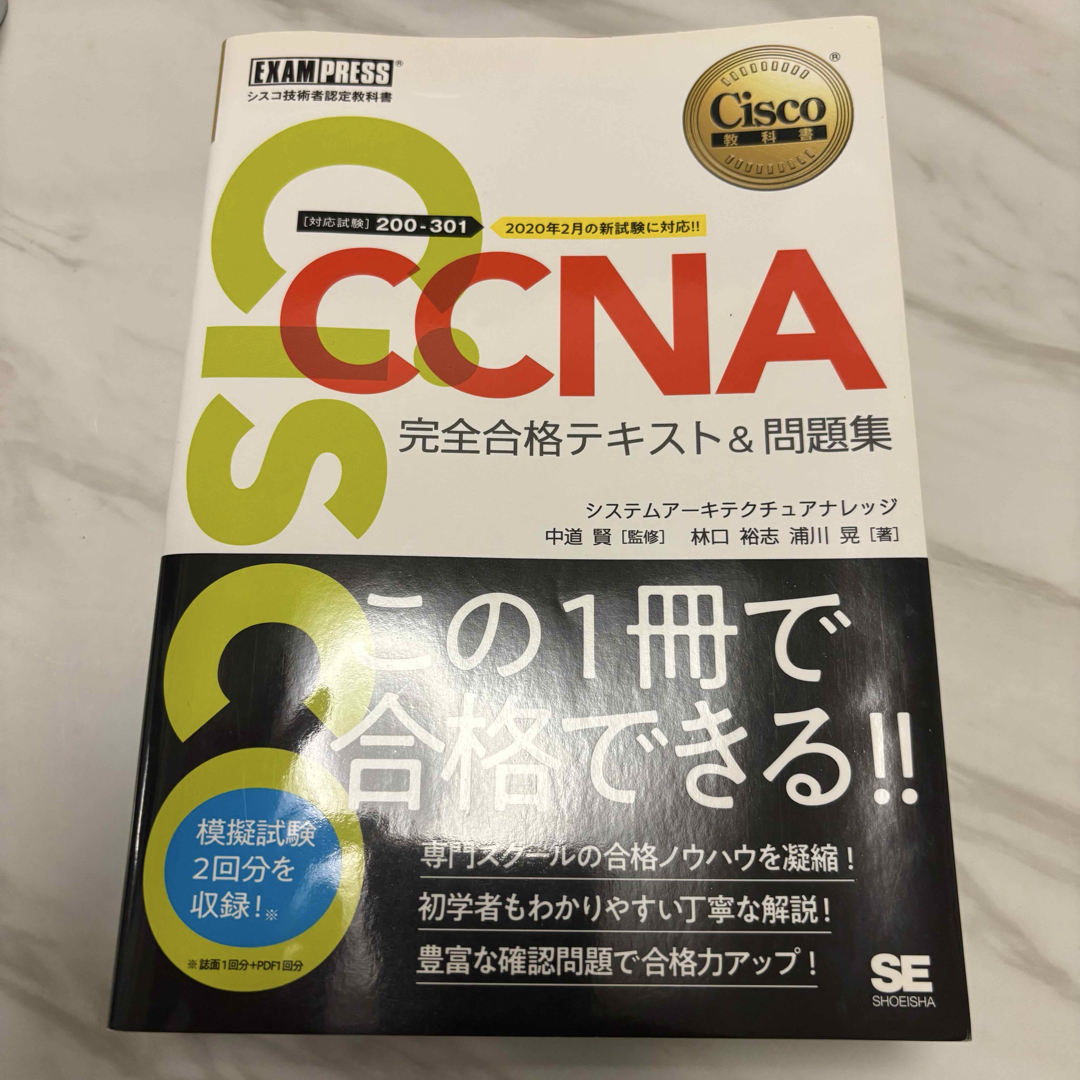 EXAMPRESS®
シスコ技術者認定教科書
Cisco ®
教科書
Cisco
[対応試験] 200-301
2020年2月の新試験に対応!!
CCNA
完全合格テキスト&問題集
システムアーキテクチュアナレッジ
中道 賢 [監修] 林口 裕志 浦川 晃 [著]
この1冊で
合格できる!!
模擬試験
2回分を
収録!※
※誌面1回分+PDF1回分
専門スクールの合格ノウハウを凝縮!
初学者もわかりやすい丁寧な解説!
豊富な確認問題で合格力アップ!
SE
SHOEISHA